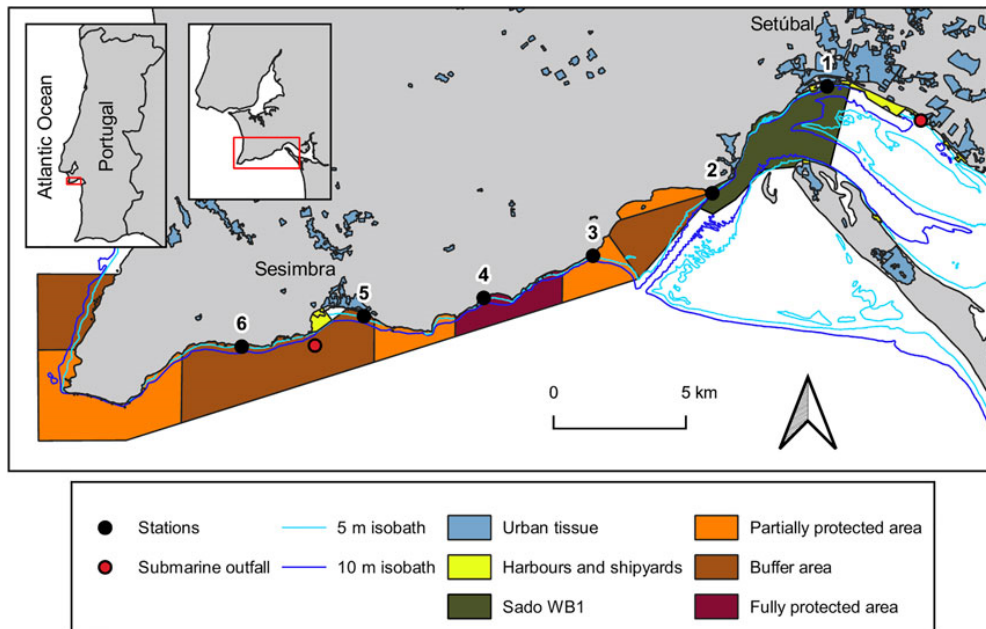 Setúbal
Atlantic Ocean
Portugal
1
2
3
Sesimbra
4
5
6
0 5 km
Stations
5 m isobath
Urban tissue
Partially protected area
Submarine outfall
10 m isobath
Harbours and shipyards
Buffer area
Sado WB1
Fully protected area